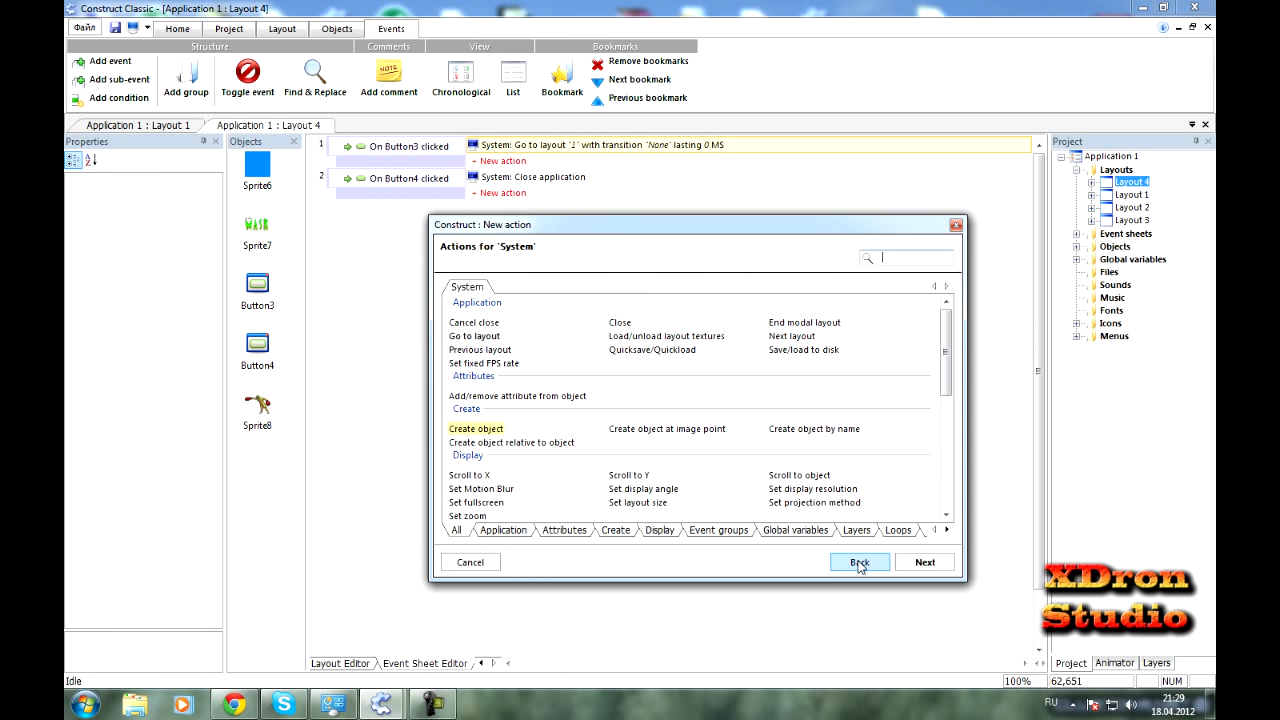 Construct Classic - [Application 1 : Layout 4]
Файл
Home
Project
Layout
Objects
Events
Structure
Comments
View
Bookmarks
Add event
Add sub-event
Add condition
Add group
Toggle event
Find & Replace
NOTE
Add comment
Chronological
List
Bookmark
Remove bookmarks
Next bookmark
Previous bookmark
Application 1 : Layout 1
Application 1 : Layout 4
Properties
Objects
Sprite6
WASK
Sprite7
Button3
Button4
Sprite8
1 On Button3 clicked
System: Go to layout '1' with transition 'None' lasting 0 MS
+ New action
2 On Button4 clicked
System: Close application
+ New action
Construct : New action
Actions for 'System'
System
Application
Cancel close Close End modal layout
Go to layout Load/unload layout textures Next layout
Previous layout Quicksave/Quickload Save/load to disk
Set fixed FPS rate
Attributes
Add/remove attribute from object
Create
Create object Create object at image point Create object by name
Create object relative to object
Display
Scroll to X Scroll to Y Scroll to object
Set Motion Blur Set display angle Set display resolution
Set fullscreen Set layout size Set projection method
Set zoom
All Application Attributes Create Display Event groups Global variables Layers Loops
Cancel
Back
Next
Project
Application 1
Layouts
Layout 4
Layout 1
Layout 2
Layout 3
Event sheets
Objects
Global variables
Files
Sounds
Music
Fonts
Icons
Menus
XDron
Studio
Layout Editor
Event Sheet Editor
Project
Animator
Layers
Idle
100%
62,651
NUM
RU
21:29
18.04.2012